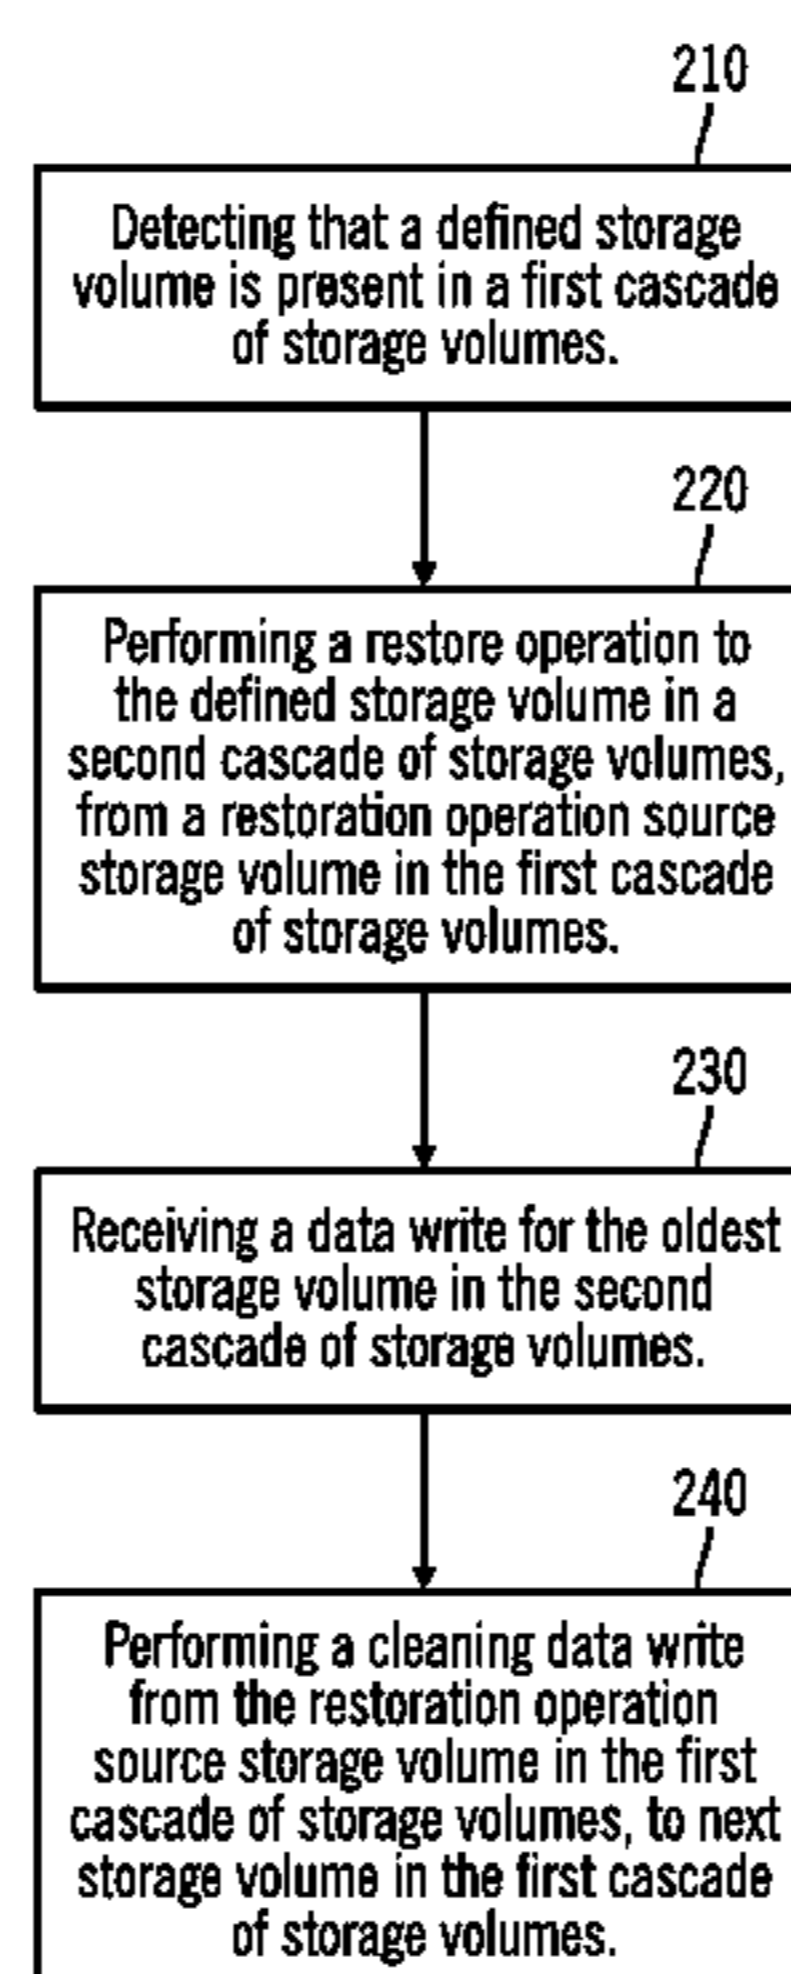 210
Detecting that a defined storage
volume is present in a first cascade
of storage volumes.
220
Performing a restore operation to
the defined storage volume in a
second cascade of storage volumes,
from a restoration operation source
storage volume in the first cascade
of storage volumes.
230
Receiving a data write for the oldest
storage volume in the second
cascade of storage volumes.
240
Performing a cleaning data write
from the restoration operation
source storage volume in the first
cascade of storage volumes, to next
storage volume in the first cascade
of storage volumes.